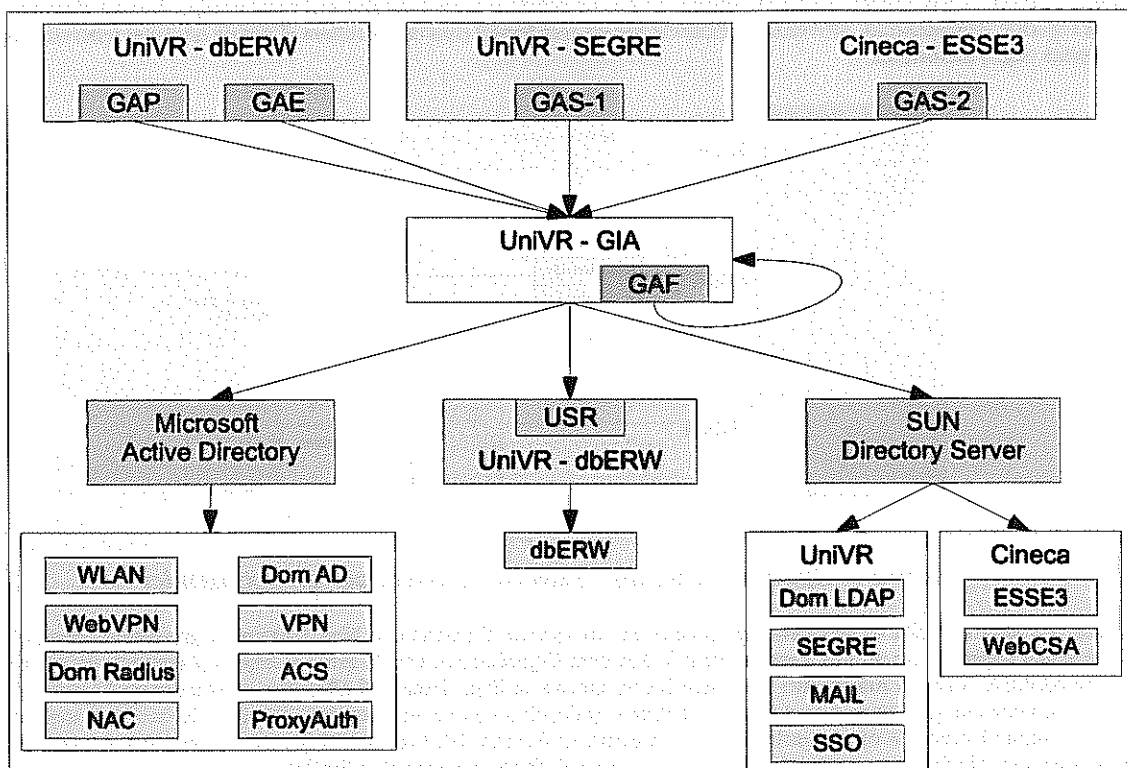 UniVR - dbERW
GAP
GAE
UniVR - SEGRE
GAS-1
Cineca - ESSE3
GAS-2
UniVR - GIA
GAF
Microsoft
Active Directory
USR
UniVR - dbERW
SUN
Directory Server
WLAN
Dom AD
WebVPN
VPN
Dom Radius
ACS
NAC
ProxyAuth
dbERW
UniVR
Dom LDAP
SEGRE
MAIL
SSO
Cineca
ESSE3
WebCSA